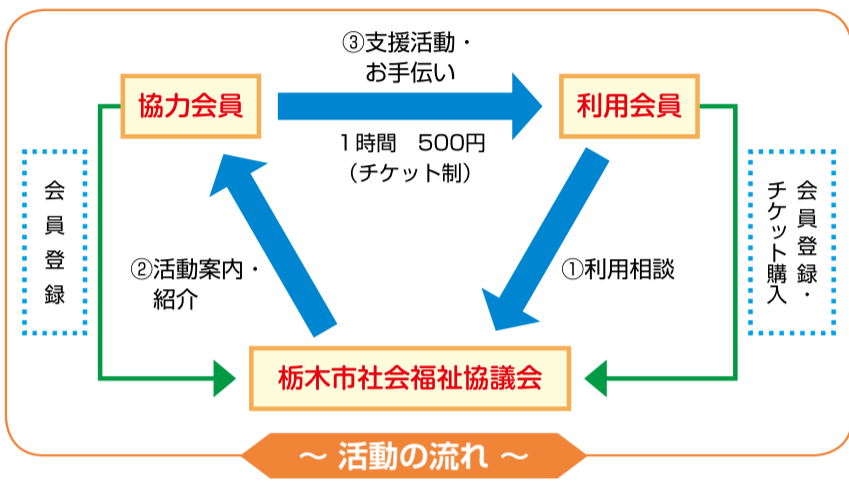 ③支援活動・
お手伝い
協力会員
利用会員
1時間 500円
（チケット制）
会員登録
会員登録・
チケット購入
②活動案内・
紹介
①利用相談
栃木市社会福祉協議会
～ 活動の流れ ～